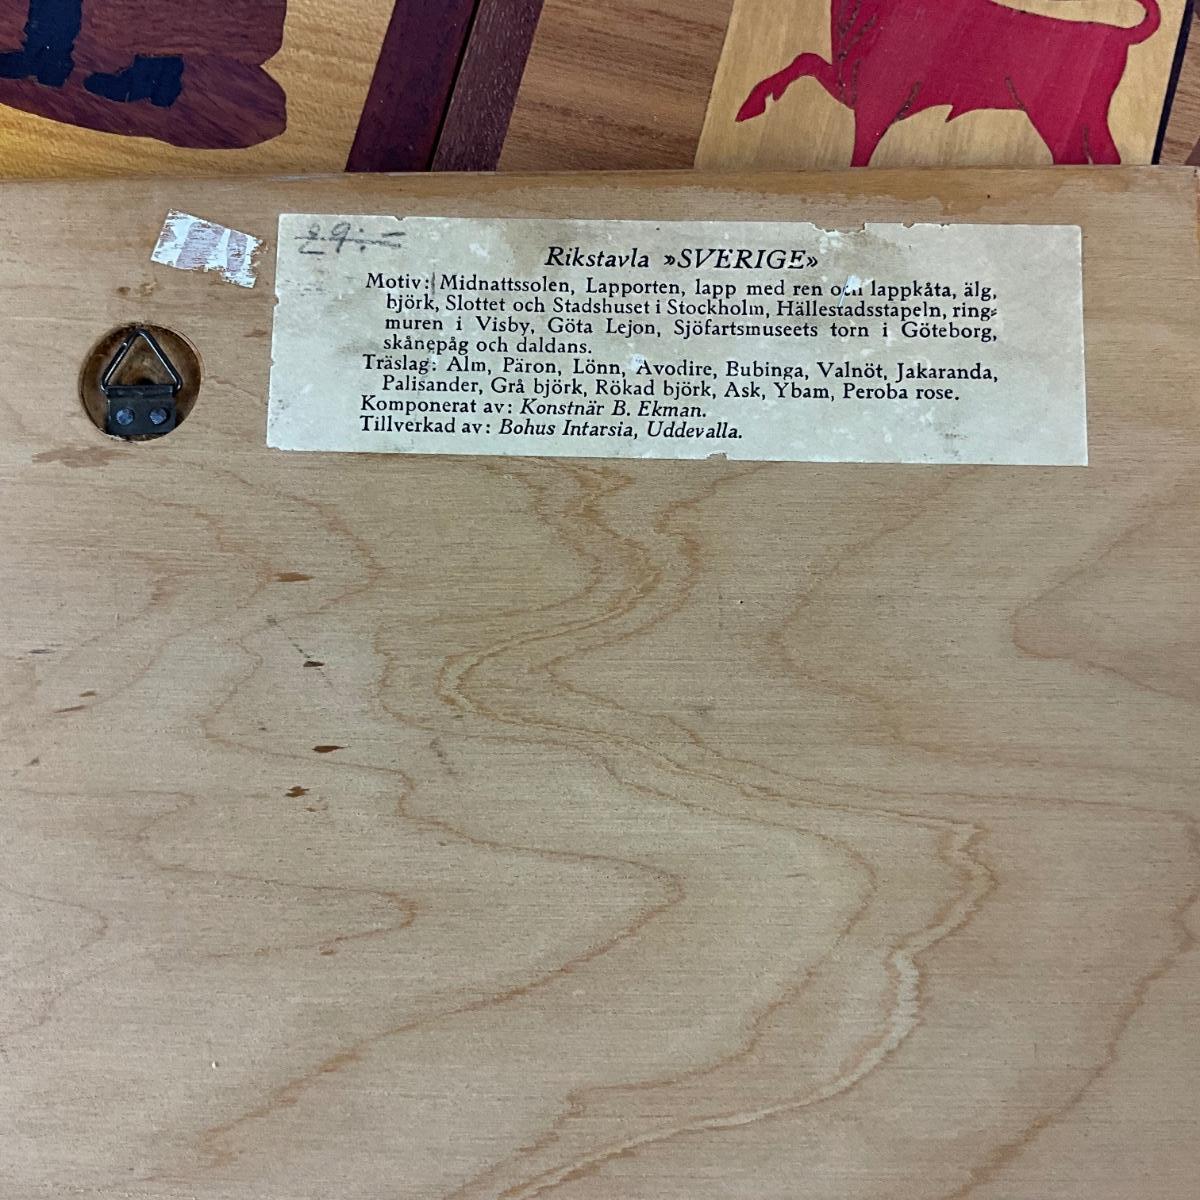 Rikstavla »SVERIGE»
Motiv: Midnattssolen, Lapporten, lapp med ren och lappkåta, älg,
björk, Slottet och Stadshuset i Stockholm, Hällestadsstapeln, ring-
muren i Visby, Göta Lejon, Sjöfartsmuseets torn i Göteborg,
skånepåg och daldans.
Träslag: Alm, Päron, Lönn, Avodire, Bubinga, Valnöt, Jakaranda,
Palisander, Grå björk, Rökad björk, Ask, Ybam, Peroba rose.
Komponerat av: Konstnär B. Ekman.
Tillverkad av: Bohus Intarsia, Uddevalla.